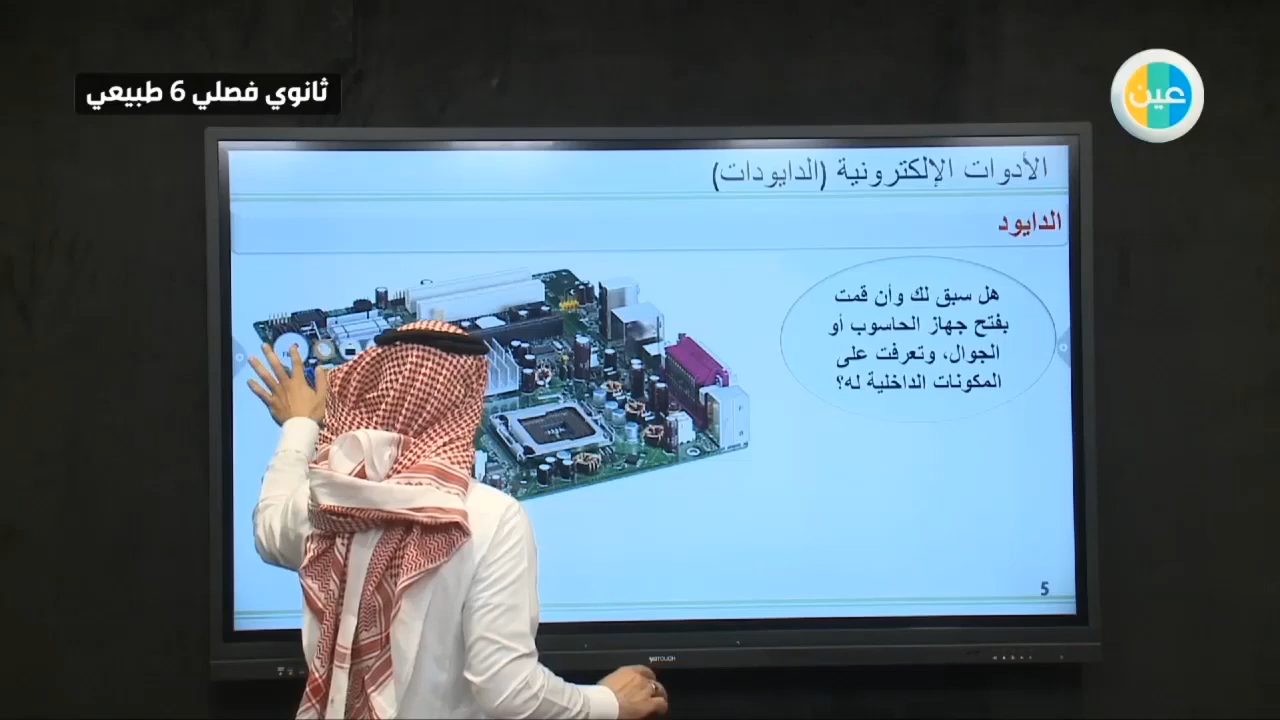 ثانوي فصلي 6 طبيعي
عين
الأدوات الإلكترونية (الدايودات)
الدايود
هل سبق لك وأن قمت
بفتح جهاز الحاسوب أو
الجوال، وتعرفت على
المكونات الداخلية له؟
5